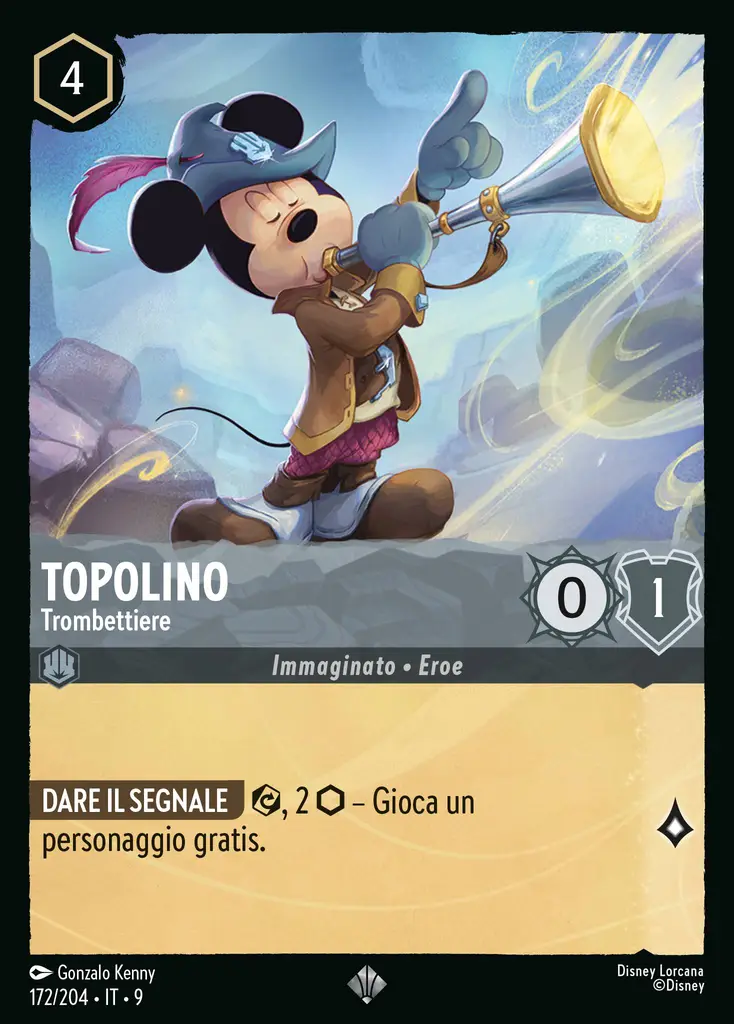 4
TOPOLINO
Trombettiere
0
1
Immaginato • Eroe
DARE IL SEGNALE , 2 – Gioca un
personaggio gratis.
Gonzalo Kenny
172/204 • IT • 9
Disney Lorcana
©Disney